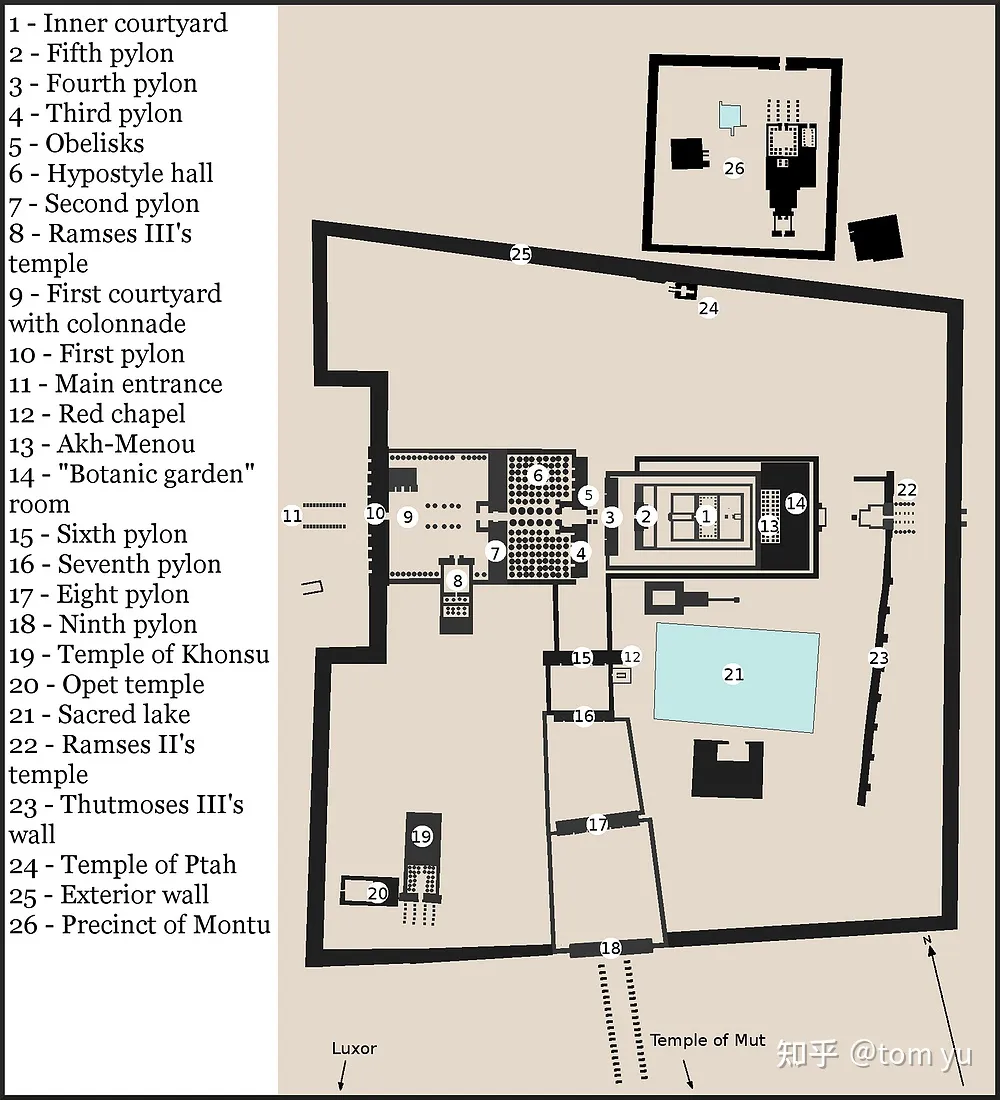 1 - Inner courtyard
2 - Fifth pylon
3 - Fourth pylon
4 - Third pylon
5 - Obelisks
6 - Hypostyle hall
7 - Second pylon
8 - Ramses III's
temple
9 - First courtyard
with colonnade
10 - First pylon
11 - Main entrance
12 - Red chapel
13 - Akh-Menou
14 - "Botanic garden"
room
15 - Sixth pylon
16 - Seventh pylon
17 - Eight pylon
18 - Ninth pylon
19 - Temple of Khonsu
20 - Opet temple
21 - Sacred lake
22 - Ramses II's
temple
23 - Thutmoses III's
wall
24 - Temple of Ptah
25 - Exterior wall
26 - Precinct of Montu
26
25
24
6
5
14
22
11
10
9
3
2
1
13
7
4
8
15
12
23
21
16
17
19
20
18
N
Luxor
Temple of Mut
知乎 @tom yu